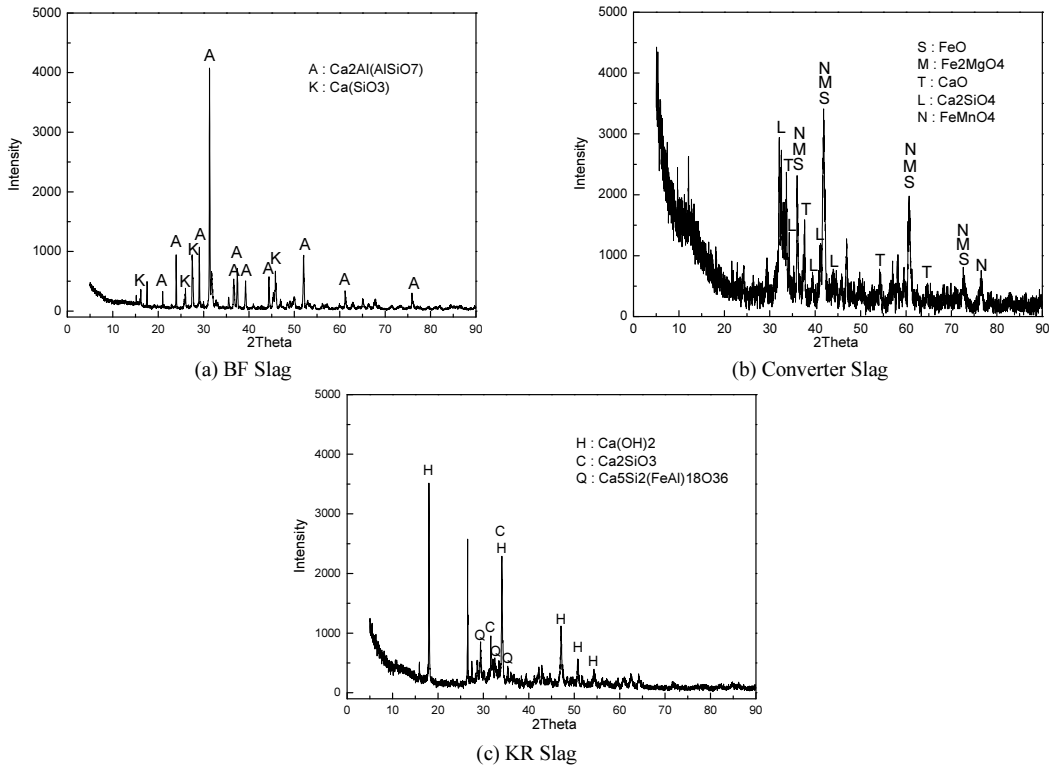 5000
4000
3000
2000
1000
0
Intensity
A
A : Ca2Al(AlSiO7)
K : Ca(SiO3)
K
A
A
K
K
A
A
A
A
A
K
A
A
A
0 10 20 30 40 50 60 70 80 90
2Theta
(a) BF Slag
5000
4000
3000
2000
1000
0
Intensity
S : FeO
M : Fe2MgO4
T : CaO
L : Ca2SiO4
N : FeMnO4
N
M
S
L
T
N
M
S
L
T
L
L
L
T
N
M
S
T
N
M
S
N
0 10 20 30 40 50 60 70 80 90
2Theta
(b) Converter Slag
5000
4000
3000
2000
1000
0
Intensity
H : Ca(OH)2
C : Ca2SiO3
Q : Ca5Si2(FeAl)18O36
H
C
H
Q
C
Q
Q
H
H
H
0 10 20 30 40 50 60 70 80 90
2Theta
(c) KR Slag